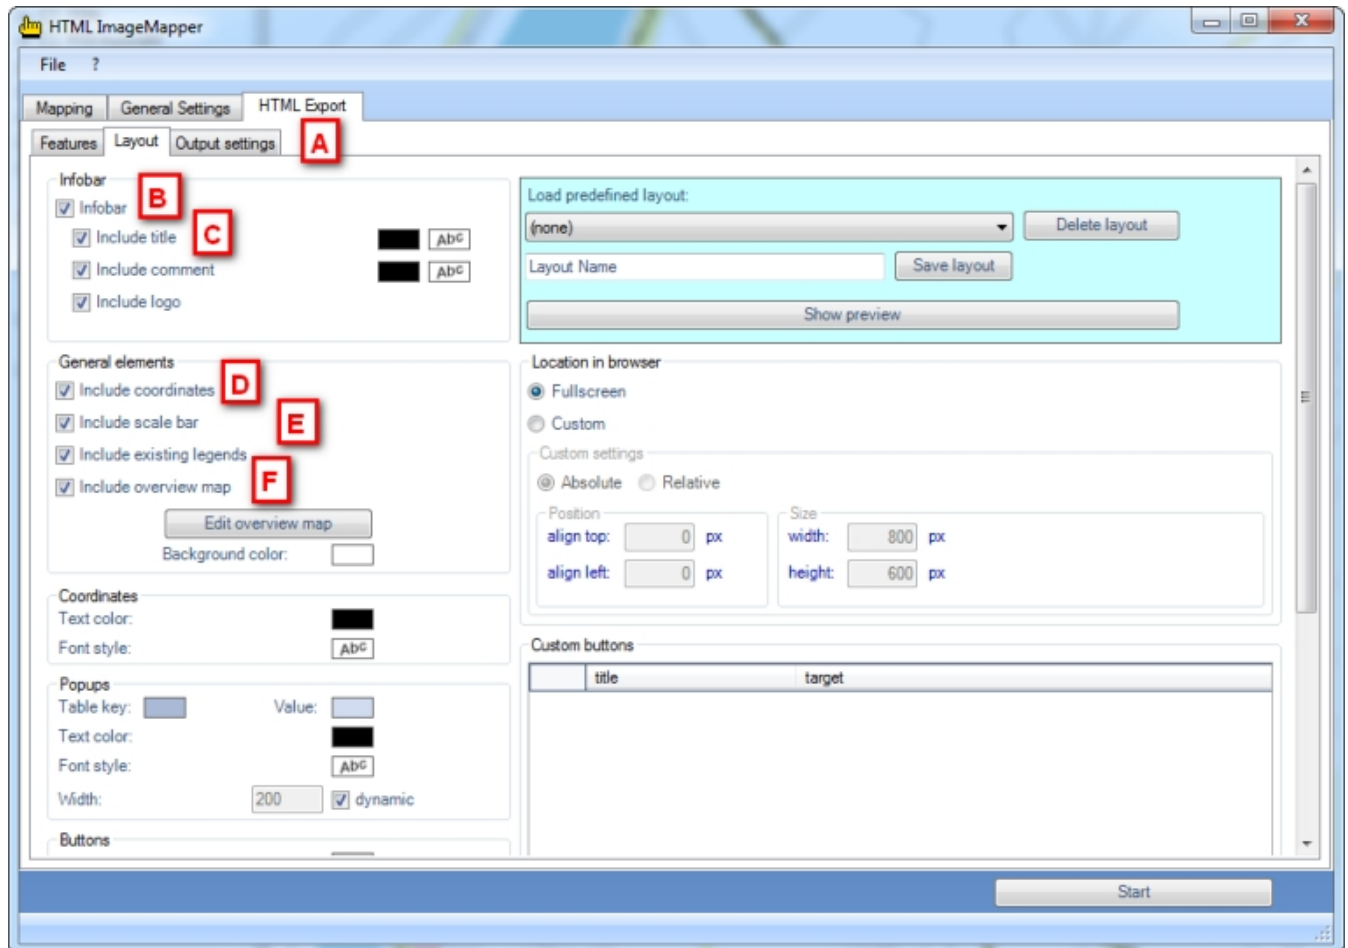 HTML ImageMapper
File ?
Mapping General Settings HTML Export
Features Layout Output settings A
Infobar
Infobar B
Include title C AbC
Include comment AbC
Include logo
Load predefined layout:
(none) Delete layout
Layout Name Save layout
Show preview
General elements
Include coordinates D
Include scale bar E
Include existing legends
Include overview map F
Edit overview map
Background color:
Location in browser
Fullscreen
Custom
Custom settings
Absolute Relative
Position
align top: 0 px
align left: 0 px
Size
width: 800 px
height: 600 px
Coordinates
Text color:
Font style: AbC
Popups
Table key: Value:
Text color:
Font style: AbC
Width: 200 dynamic
Buttons
Custom buttons
title target
Start